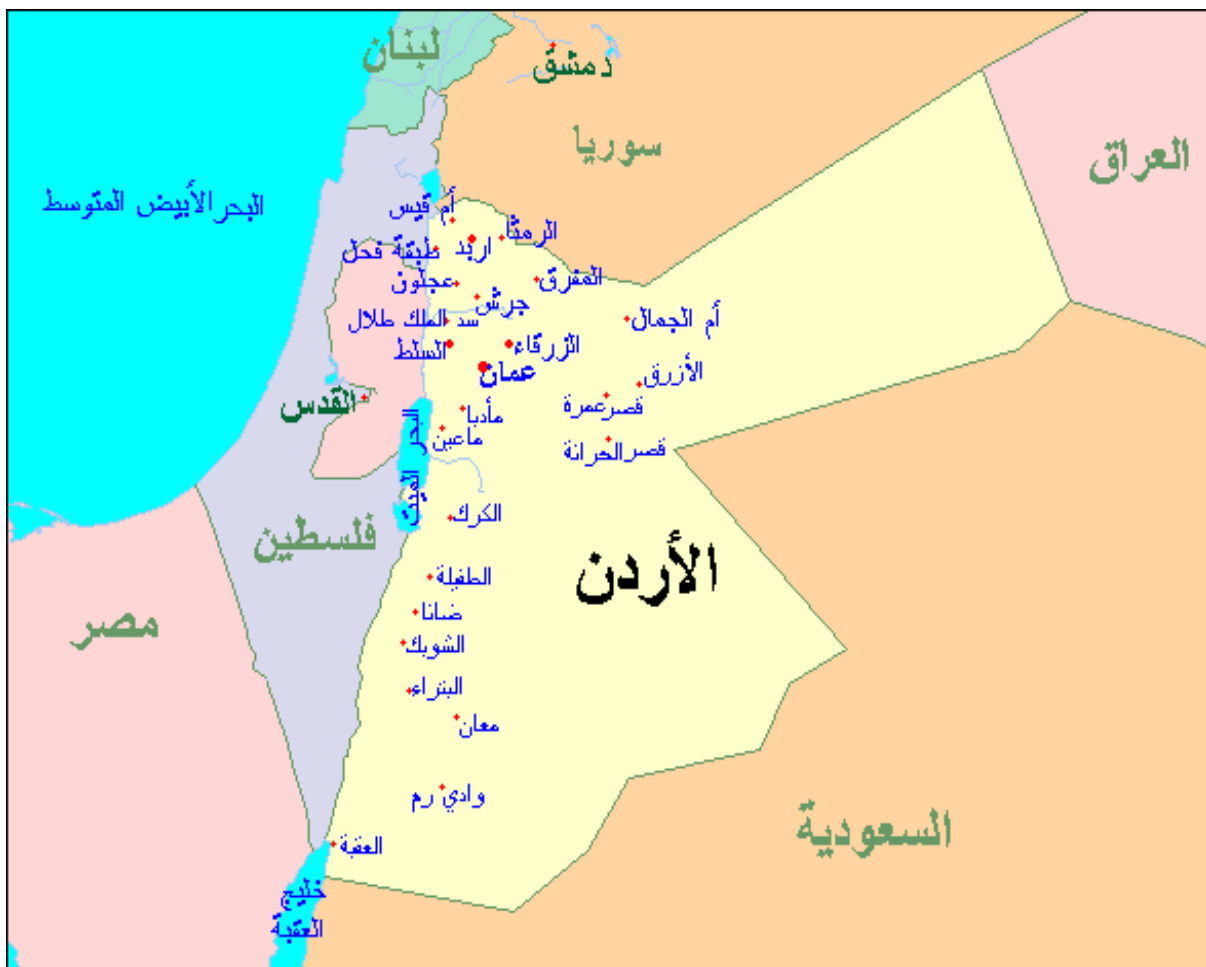 لبنان
دمشق
سوريا
العراق
البحر الأبيض المتوسط
أم قيس
الرمثا
اربد
طبقة فحل
المفرق
عجلون
جرش
سد الملك طلال
أم الجمال
السلط
الزرقاء
عمان
الأزرق
قصر عمرة
القدس
مأدبا
ماعين
قصر الخرانة
البحر الميت
الكرك
فلسطين
الأردن
الطفيلة
ضانا
مصر
الشوبك
البتراء
معان
وادي رم
السعودية
العقبة
خليج
العقبة